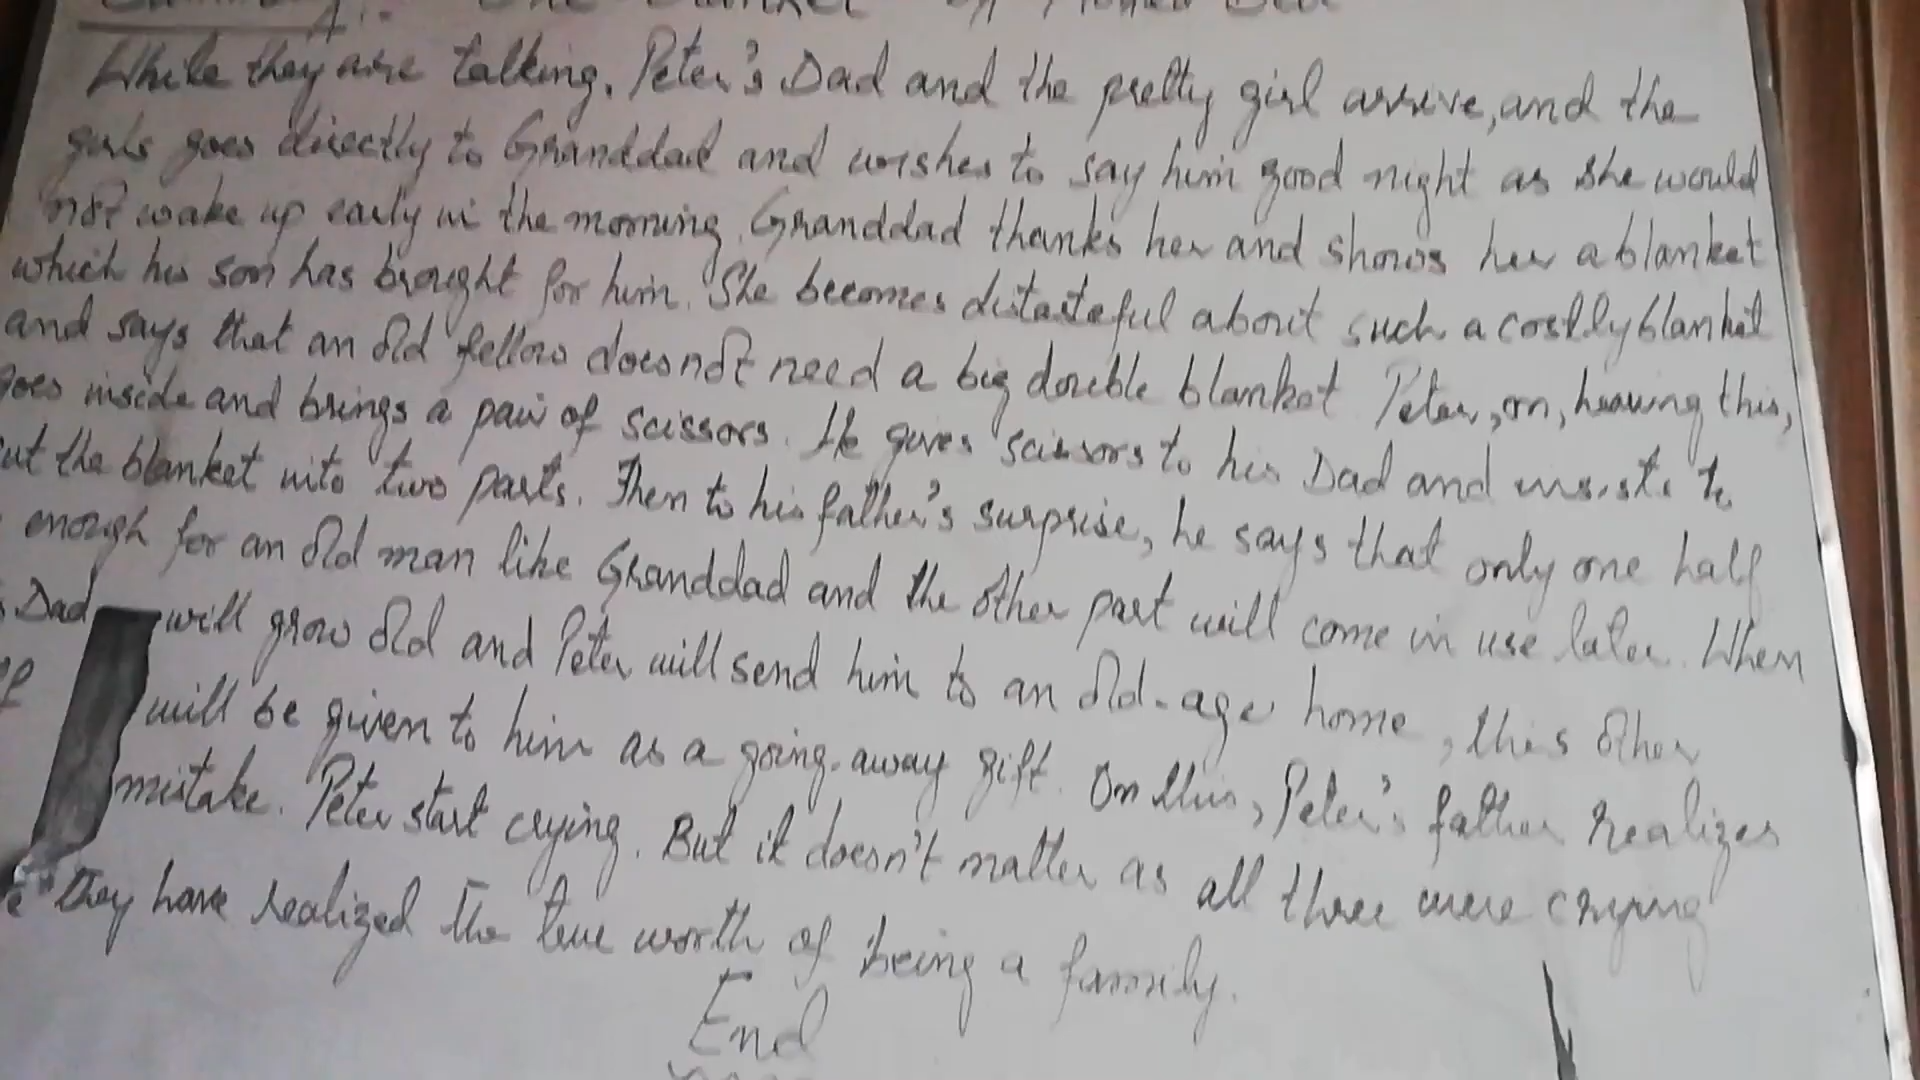 While they are talking, Peter's Dad and the pretty girl arrive, and the
girls goes directly to Granddad and wishes to say him good night as she would
not wake up early in the morning. Granddad thanks her and shows her a blanket
which his son has brought for him. She becomes distasteful about such a costly blanket
and says that an old fellow doesnot need a big double blanket. Peter, on, hearing this,
goes inside and brings a pair of scissors. He gives scissors to his Dad and insists to
cut the blanket into two parts. Then to his father's surprise, he says that only one half
enough for an old man like Granddad and the other part will come in use later. When
Dad will grow old and Peter will send him to an old-age home, this other
will be given to him as a going-away gift. On this, Peter's father realizes
mistake. Peter start crying. But it doesn't matter as all three were crying
they have realized the true worth of being a family.
End